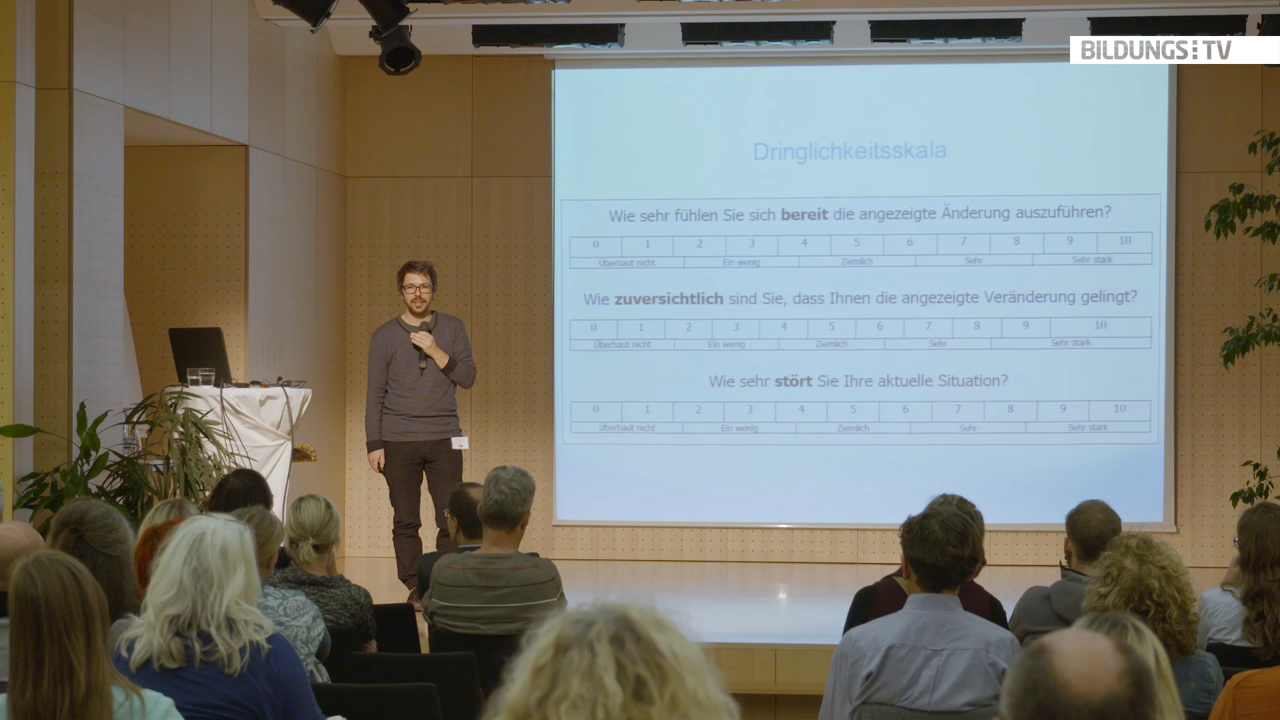 BILDUNGS TV
Dringlichkeitsskala
Wie sehr fühlen Sie sich bereit die angezeigte Änderung auszuführen?
0 1 2 3 4 5 6 7 8 9 10
Überhaut nicht Ein wenig Ziemlich Sehr Sehr stark
Wie zuversichtlich sind Sie, dass Ihnen die angezeigte Veränderung gelingt?
0 1 2 3 4 5 6 7 8 9 10
Überhaut nicht Ein wenig Ziemlich Sehr Sehr stark
Wie sehr stört Sie Ihre aktuelle Situation?
0 1 2 3 4 5 6 7 8 9 10
Überhaut nicht Ein wenig Ziemlich Sehr Sehr stark